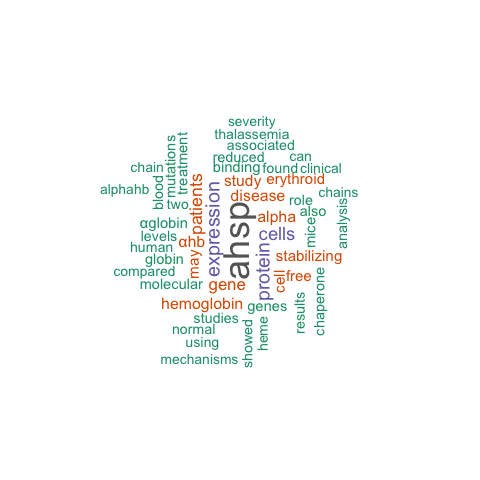 severity
thalassemia
associated
reduced
can
chain
binding
found
clinical
mutations
treatment
alphahb
blood
patients
study
erythroid
disease
chains
two
expression
ahsp
role
also
αglobin
alpha
mice
analysis
levels
αhb
cells
human
may
protein
stabilizing
globin
compared
cell
free
molecular
gene
hemoglobin
genes
results
chaperone
studies
normal
showed
heme
using
mechanisms